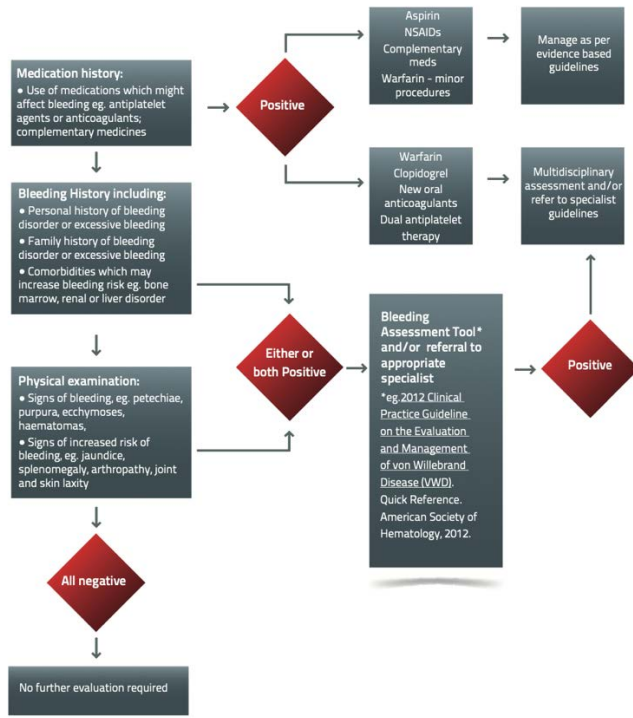 Medication history:
● Use of medications which might
affect bleeding eg. antiplatelet
agents or anticoagulants;
complementary medicines
Positive
Aspirin
NSAIDs
Complementary
meds
Warfarin - minor
procedures
Manage as per
evidence based
guidelines
Warfarin
Clopidogrel
New oral
anticoagulants
Dual antiplatelet
therapy
Multidisciplinary
assessment and/or
refer to specialist
guidelines
Bleeding History including:
● Personal history of bleeding
disorder or excessive bleeding
● Family history of bleeding
disorder or excessive bleeding
● Comorbidities which may
increase bleeding risk eg. bone
marrow, renal or liver disorder
Either or
both Positive
Bleeding
Assessment Tool*
and/or referral to
appropriate
specialist
*eg.2012 Clinical
Practice Guideline
on the Evaluation
and Management
of von Willebrand
Disease (VWD).
Quick Reference.
American Society of
Hematology, 2012.
Positive
Physical examination:
● Signs of bleeding, eg. petechiae,
purpura, ecchymoses,
haematomas,
● Signs of increased risk of
bleeding, eg. jaundice,
splenomegaly, arthropathy, joint
and skin laxity
All negative
No further evaluation required